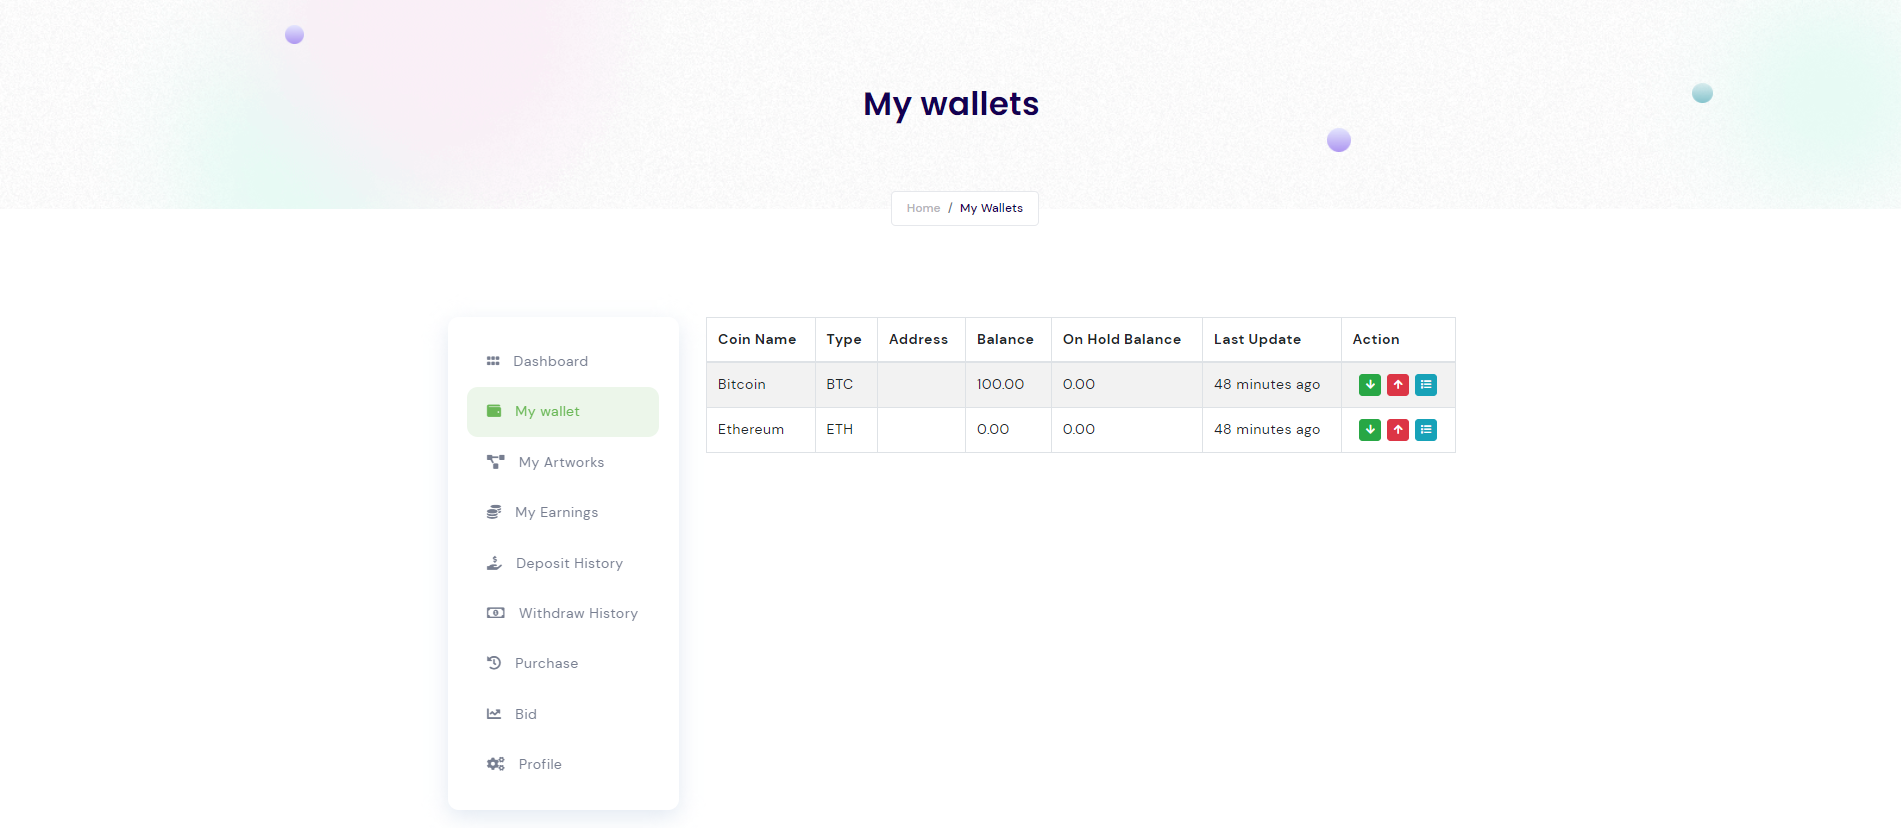 My wallets
Home / My Wallets
Dashboard
My wallet
My Artworks
My Earnings
Deposit History
Withdraw History
Purchase
Bid
Profile
Coin Name Type Address Balance On Hold Balance Last Update Action
Bitcoin BTC 100.00 0.00 48 minutes ago
Ethereum ETH 0.00 0.00 48 minutes ago